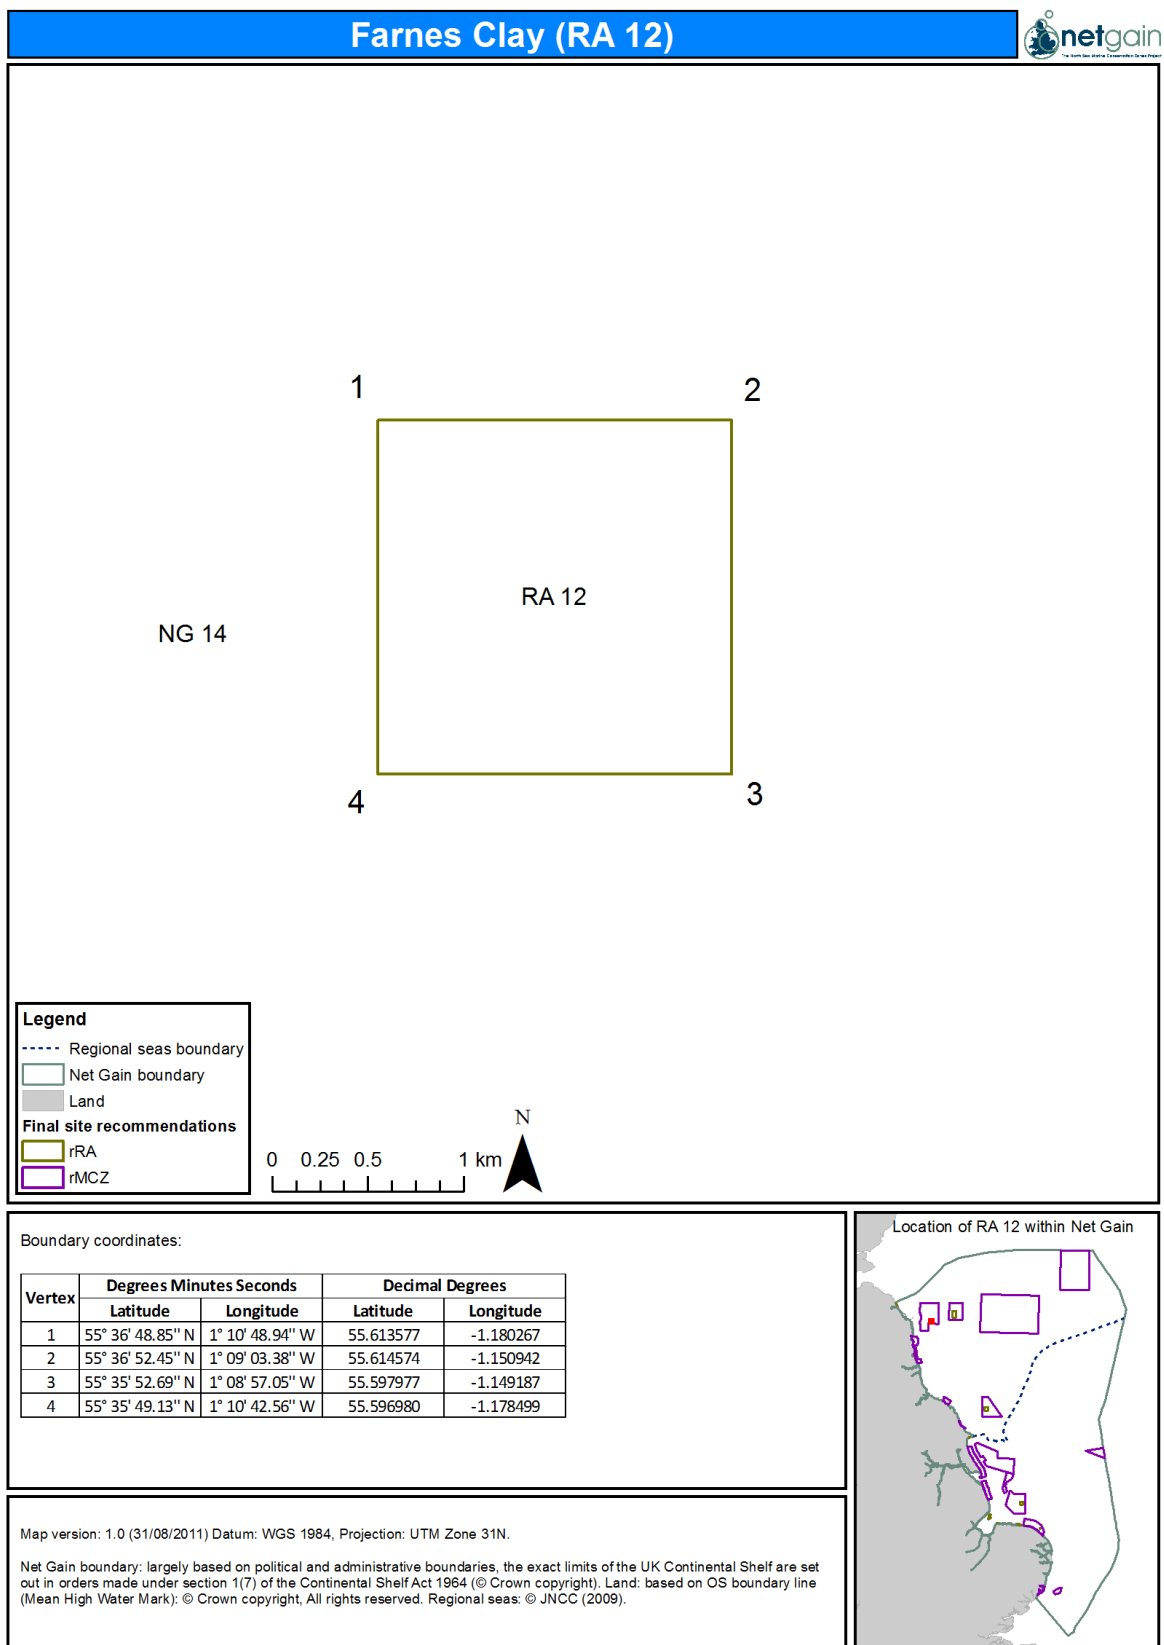 Farnes Clay (RA 12)
netgain
The North Sea Marine Conservation Zones Project
1
2
RA 12
NG 14
4
3
Legend
Regional seas boundary
Net Gain boundary
Land
Final site recommendations
rRA
rMCZ
0 0.25 0.5 1 km
N
Boundary coordinates:
Vertex Degrees Minutes Seconds Decimal Degrees
Latitude Longitude Latitude Longitude
1 55° 36' 48.85'' N 1° 10' 48.94'' W 55.613577 -1.180267
2 55° 36' 52.45'' N 1° 09' 03.38'' W 55.614574 -1.150942
3 55° 35' 52.69'' N 1° 08' 57.05'' W 55.597977 -1.149187
4 55° 35' 49.13'' N 1° 10' 42.56'' W 55.596980 -1.178499
Location of RA 12 within Net Gain
Map version: 1.0 (31/08/2011) Datum: WGS 1984, Projection: UTM Zone 31N.
Net Gain boundary: largely based on political and administrative boundaries, the exact limits of the UK Continental Shelf are set
out in orders made under section 1(7) of the Continental Shelf Act 1964 (© Crown copyright). Land: based on OS boundary line
(Mean High Water Mark): © Crown copyright, All rights reserved. Regional seas: © JNCC (2009).